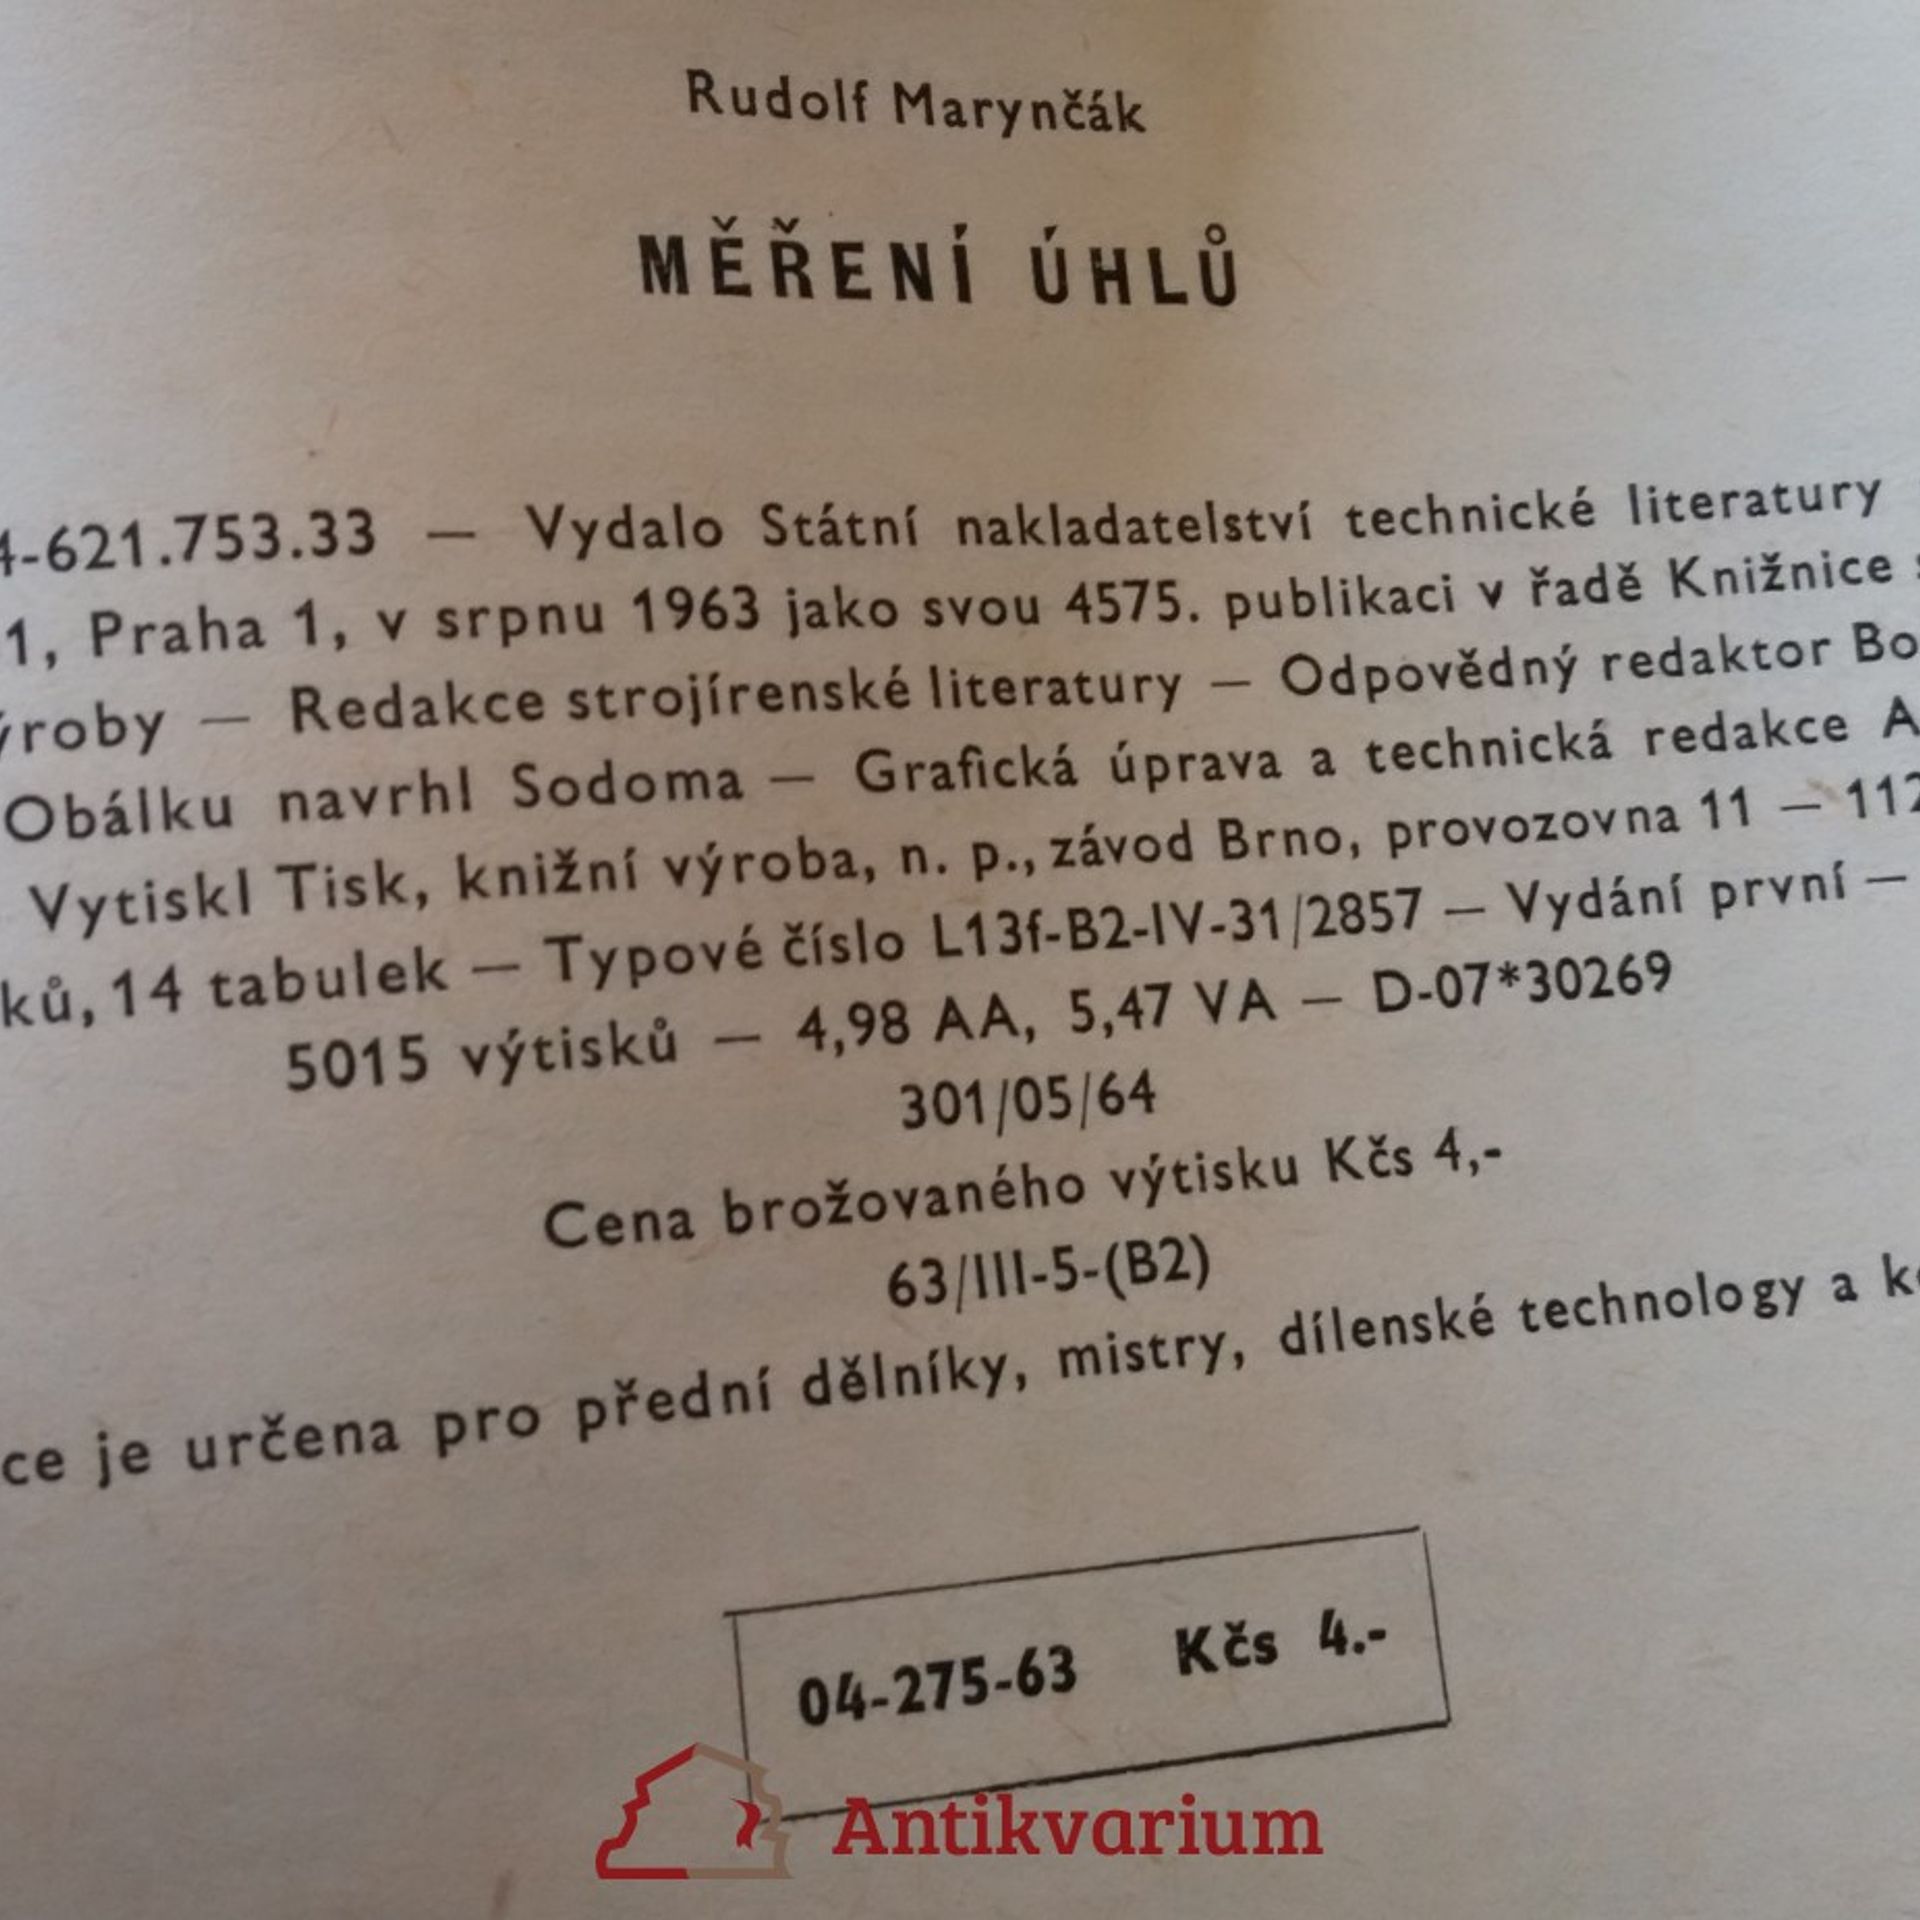 Rudolf Marynčák
MĚŘENÍ ÚHLŮ
4-621.753.33 — Vydalo Státní nakladatelství technické literatury
1, Praha 1, v srpnu 1963 jako svou 4575. publikaci v řadě Knižnice
ýroby — Redakce strojírenské literatury — Odpovědný redaktor Bo
Obálku navrhl Sodoma — Grafická úprava a technická redakce A
Vytiskl Tisk, knižní výroba, n. p., závod Brno, provozovna 11 — 112
ků, 14 tabulek — Typové číslo L13f-B2-IV-31/2857 — Vydání první —
5015 výtisků — 4,98 AA, 5,47 VA — D-07*30269
301/05/64
Cena brožovaného výtisku Kčs 4,-
63/III-5-(B2)
ce je určena pro přední dělníky, mistry, dílenské technology a k
04-275-63 Kčs 4.-
Antikvarium